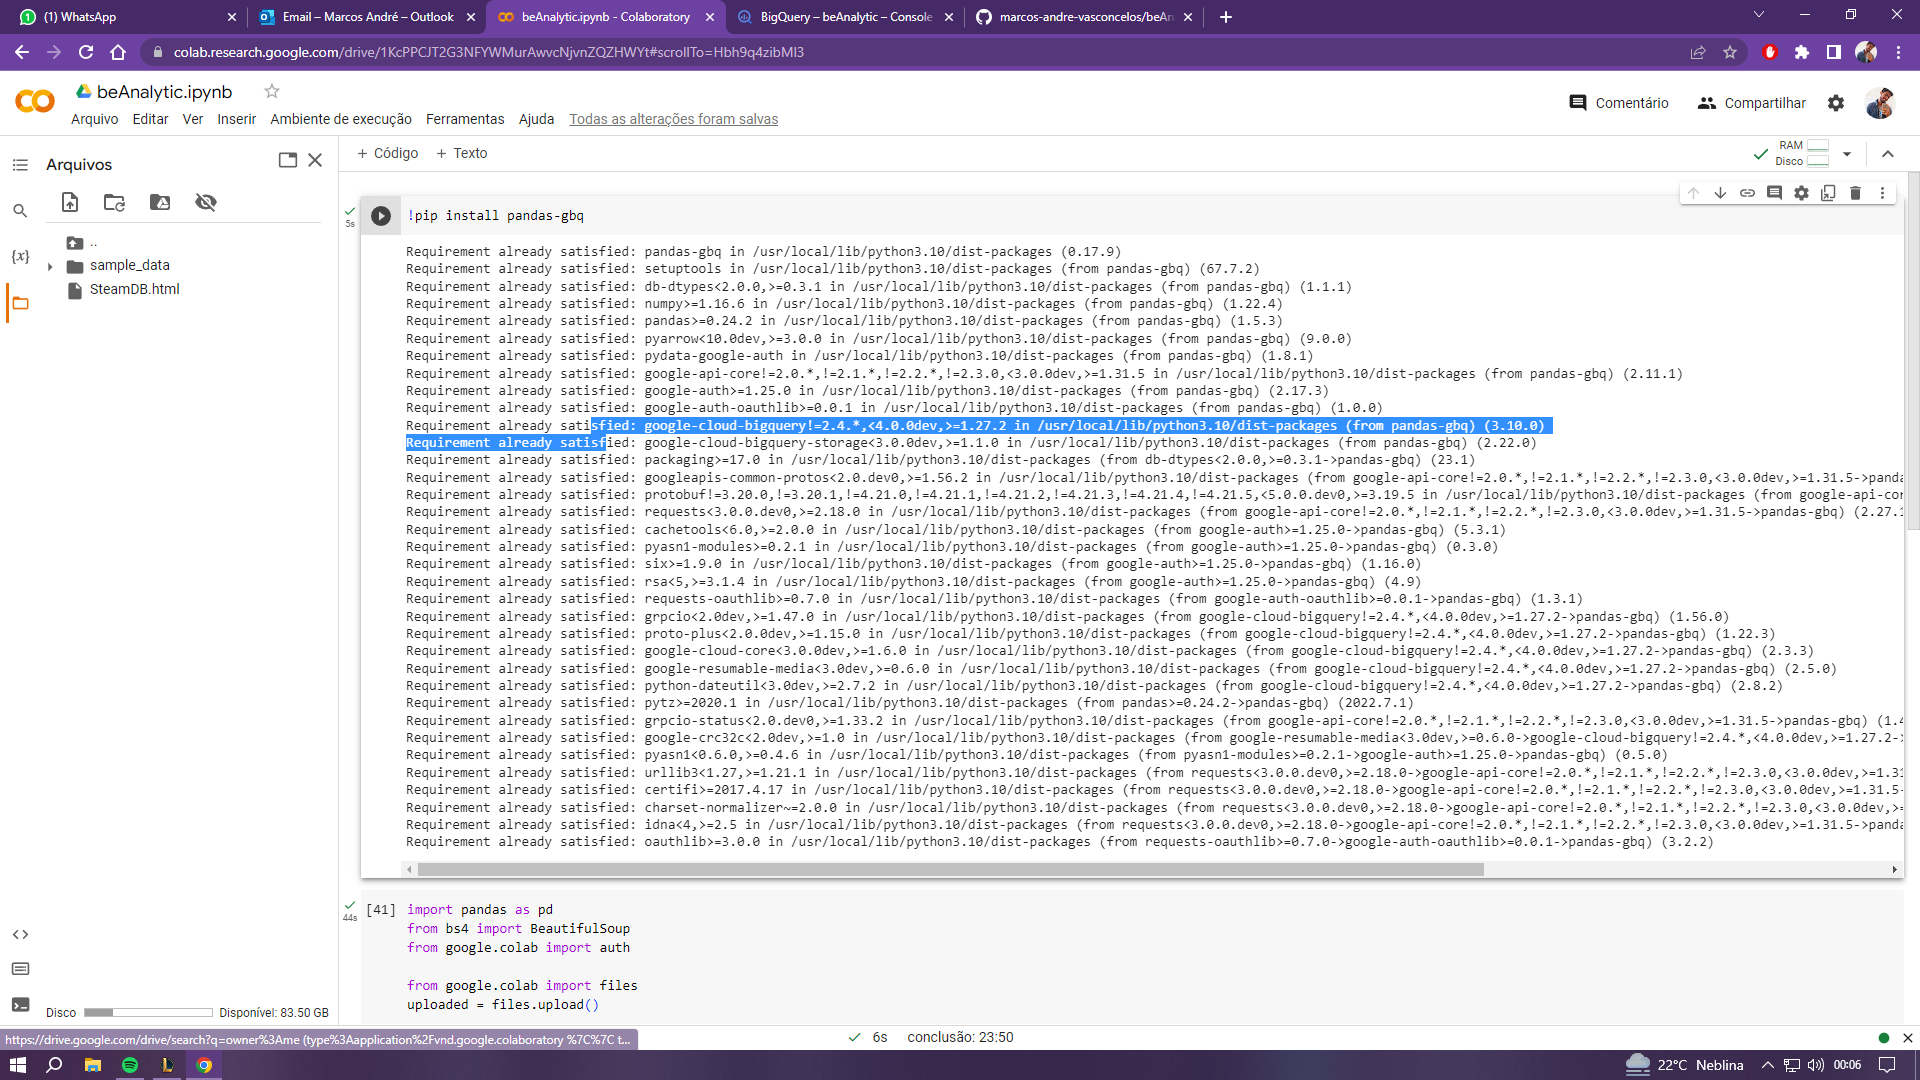 (1) WhatsApp
Email – Marcos André – Outlook
beAnalytic.ipynb - Colaboratory
BigQuery – beAnalytic – Console
marcos-andre-vasconcelos/beAn
colab.research.google.com/drive/1KcPPCJT2G3NFYWMurAwvcNjvnZQZHWYt#scrollTo=Hbh9q4zibMI3
beAnalytic.ipynb
Comentário
Compartilhar
Arquivo Editar Ver Inserir Ambiente de execução Ferramentas Ajuda Todas as alterações foram salvas
Arquivos
+ Código + Texto
RAM
Disco
..
sample_data
SteamDB.html
{x}
5s
!pip install pandas-gbq
Requirement already satisfied: pandas-gbq in /usr/local/lib/python3.10/dist-packages (0.17.9)
Requirement already satisfied: setuptools in /usr/local/lib/python3.10/dist-packages (from pandas-gbq) (67.7.2)
Requirement already satisfied: db-dtypes<2.0.0,>=0.3.1 in /usr/local/lib/python3.10/dist-packages (from pandas-gbq) (1.1.1)
Requirement already satisfied: numpy>=1.16.6 in /usr/local/lib/python3.10/dist-packages (from pandas-gbq) (1.22.4)
Requirement already satisfied: pandas>=0.24.2 in /usr/local/lib/python3.10/dist-packages (from pandas-gbq) (1.5.3)
Requirement already satisfied: pyarrow<10.0dev,>=3.0.0 in /usr/local/lib/python3.10/dist-packages (from pandas-gbq) (9.0.0)
Requirement already satisfied: pydata-google-auth in /usr/local/lib/python3.10/dist-packages (from pandas-gbq) (1.8.1)
Requirement already satisfied: google-api-core!=2.0.*,!=2.1.*,!=2.2.*,!=2.3.0,<3.0.0dev,>=1.31.5 in /usr/local/lib/python3.10/dist-packages (from pandas-gbq) (2.11.1)
Requirement already satisfied: google-auth>=1.25.0 in /usr/local/lib/python3.10/dist-packages (from pandas-gbq) (2.17.3)
Requirement already satisfied: google-auth-oauthlib>=0.0.1 in /usr/local/lib/python3.10/dist-packages (from pandas-gbq) (1.0.0)
Requirement already satisfied: google-cloud-bigquery!=2.4.*,<4.0.0dev,>=1.27.2 in /usr/local/lib/python3.10/dist-packages (from pandas-gbq) (3.10.0)
Requirement already satisfied: google-cloud-bigquery-storage<3.0.0dev,>=1.1.0 in /usr/local/lib/python3.10/dist-packages (from pandas-gbq) (2.22.0)
Requirement already satisfied: packaging>=17.0 in /usr/local/lib/python3.10/dist-packages (from db-dtypes<2.0.0,>=0.3.1->pandas-gbq) (23.1)
Requirement already satisfied: googleapis-common-protos<2.0.dev0,>=1.56.2 in /usr/local/lib/python3.10/dist-packages (from google-api-core!=2.0.*,!=2.1.*,!=2.2.*,!=2.3.0,<3.0.0dev,>=1.31.5->panda
Requirement already satisfied: protobuf!=3.20.0,!=3.20.1,!=4.21.0,!=4.21.1,!=4.21.2,!=4.21.3,!=4.21.4,!=4.21.5,<5.0.0.dev0,>=3.19.5 in /usr/local/lib/python3.10/dist-packages (from google-api-cor
Requirement already satisfied: requests<3.0.0.dev0,>=2.18.0 in /usr/local/lib/python3.10/dist-packages (from google-api-core!=2.0.*,!=2.1.*,!=2.2.*,!=2.3.0,<3.0.0dev,>=1.31.5->pandas-gbq) (2.27.1
Requirement already satisfied: cachetools<6.0,>=2.0.0 in /usr/local/lib/python3.10/dist-packages (from google-auth>=1.25.0->pandas-gbq) (5.3.1)
Requirement already satisfied: pyasn1-modules>=0.2.1 in /usr/local/lib/python3.10/dist-packages (from google-auth>=1.25.0->pandas-gbq) (0.3.0)
Requirement already satisfied: six>=1.9.0 in /usr/local/lib/python3.10/dist-packages (from google-auth>=1.25.0->pandas-gbq) (1.16.0)
Requirement already satisfied: rsa<5,>=3.1.4 in /usr/local/lib/python3.10/dist-packages (from google-auth>=1.25.0->pandas-gbq) (4.9)
Requirement already satisfied: requests-oauthlib>=0.7.0 in /usr/local/lib/python3.10/dist-packages (from google-auth-oauthlib>=0.0.1->pandas-gbq) (1.3.1)
Requirement already satisfied: grpcio<2.0dev,>=1.47.0 in /usr/local/lib/python3.10/dist-packages (from google-cloud-bigquery!=2.4.*,<4.0.0dev,>=1.27.2->pandas-gbq) (1.56.0)
Requirement already satisfied: proto-plus<2.0.0dev,>=1.15.0 in /usr/local/lib/python3.10/dist-packages (from google-cloud-bigquery!=2.4.*,<4.0.0dev,>=1.27.2->pandas-gbq) (1.22.3)
Requirement already satisfied: google-cloud-core<3.0.0dev,>=1.6.0 in /usr/local/lib/python3.10/dist-packages (from google-cloud-bigquery!=2.4.*,<4.0.0dev,>=1.27.2->pandas-gbq) (2.3.3)
Requirement already satisfied: google-resumable-media<3.0dev,>=0.6.0 in /usr/local/lib/python3.10/dist-packages (from google-cloud-bigquery!=2.4.*,<4.0.0dev,>=1.27.2->pandas-gbq) (2.5.0)
Requirement already satisfied: python-dateutil<3.0dev,>=2.7.2 in /usr/local/lib/python3.10/dist-packages (from google-cloud-bigquery!=2.4.*,<4.0.0dev,>=1.27.2->pandas-gbq) (2.8.2)
Requirement already satisfied: pytz>=2020.1 in /usr/local/lib/python3.10/dist-packages (from pandas>=0.24.2->pandas-gbq) (2022.7.1)
Requirement already satisfied: grpcio-status<2.0.dev0,>=1.33.2 in /usr/local/lib/python3.10/dist-packages (from google-api-core!=2.0.*,!=2.1.*,!=2.2.*,!=2.3.0,<3.0.0dev,>=1.31.5->pandas-gbq) (1.4
Requirement already satisfied: google-crc32c<2.0dev,>=1.0 in /usr/local/lib/python3.10/dist-packages (from google-resumable-media<3.0dev,>=0.6.0->google-cloud-bigquery!=2.4.*,<4.0.0dev,>=1.27.2->
Requirement already satisfied: pyasn1<0.6.0,>=0.4.6 in /usr/local/lib/python3.10/dist-packages (from pyasn1-modules>=0.2.1->google-auth>=1.25.0->pandas-gbq) (0.5.0)
Requirement already satisfied: urllib3<1.27,>=1.21.1 in /usr/local/lib/python3.10/dist-packages (from requests<3.0.0.dev0,>=2.18.0->google-api-core!=2.0.*,!=2.1.*,!=2.2.*,!=2.3.0,<3.0.0dev,>=1.31
Requirement already satisfied: certifi>=2017.4.17 in /usr/local/lib/python3.10/dist-packages (from requests<3.0.0.dev0,>=2.18.0->google-api-core!=2.0.*,!=2.1.*,!=2.2.*,!=2.3.0,<3.0.0dev,>=1.31.5-
Requirement already satisfied: charset-normalizer~=2.0.0 in /usr/local/lib/python3.10/dist-packages (from requests<3.0.0.dev0,>=2.18.0->google-api-core!=2.0.*,!=2.1.*,!=2.2.*,!=2.3.0,<3.0.0dev,>=
Requirement already satisfied: idna<4,>=2.5 in /usr/local/lib/python3.10/dist-packages (from requests<3.0.0.dev0,>=2.18.0->google-api-core!=2.0.*,!=2.1.*,!=2.2.*,!=2.3.0,<3.0.0dev,>=1.31.5->panda
Requirement already satisfied: oauthlib>=3.0.0 in /usr/local/lib/python3.10/dist-packages (from requests-oauthlib>=0.7.0->google-auth-oauthlib>=0.0.1->pandas-gbq) (3.2.2)
44s
[41] import pandas as pd
from bs4 import BeautifulSoup
from google.colab import auth
from google.colab import files
uploaded = files.upload()
Disco Disponível: 83.50 GB
https://drive.google.com/drive/search?q=owner%3Ame (type%3Aapplication%2Fvnd.google.colaboratory %7C%7C t...
6s conclusão: 23:50
22°C Neblina
00:06